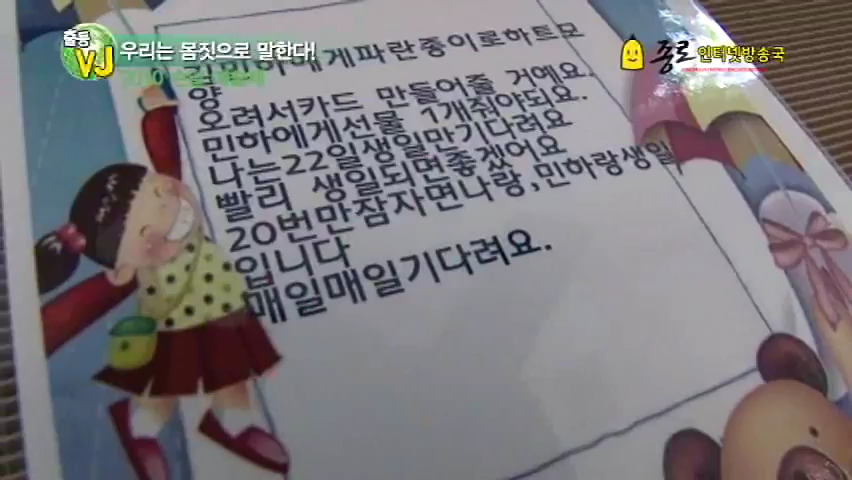 출동 VJ
우리는 몸짓으로 말한다!
종로 인터넷방송국
민하에게파란종이로하트모
양
오려서카드 만들어줄 거예요.
민하에게선물 1개줘야되요.
나는22일생일만기다려요
빨리 생일되면좋겠어요
20번만잠자면나랑,민하랑생일
입니다
매일매일기다려요.